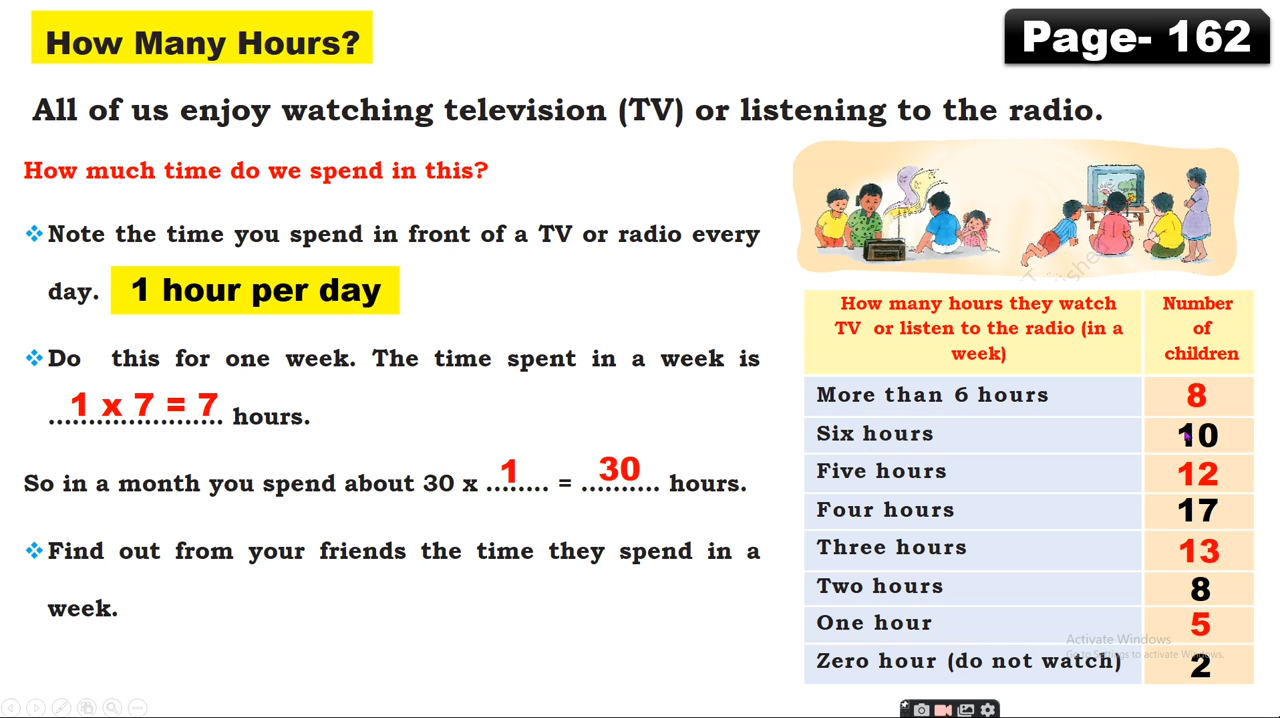 How Many Hours?
Page- 162
All of us enjoy watching television (TV) or listening to the radio.
How much time do we spend in this?
❖ Note the time you spend in front of a TV or radio every
day. 1 hour per day
❖ Do this for one week. The time spent in a week is
1 x 7 = 7 hours.
So in a month you spend about 30 x 1 = 30 hours.
❖ Find out from your friends the time they spend in a
week.
How many hours they watch
TV or listen to the radio (in a
week)
Number
of
children
More than 6 hours 8
Six hours 10
Five hours 12
Four hours 17
Three hours 13
Two hours 8
One hour 5
Zero hour (do not watch) 2
Activate Windows
Go to Settings to activate Windows.